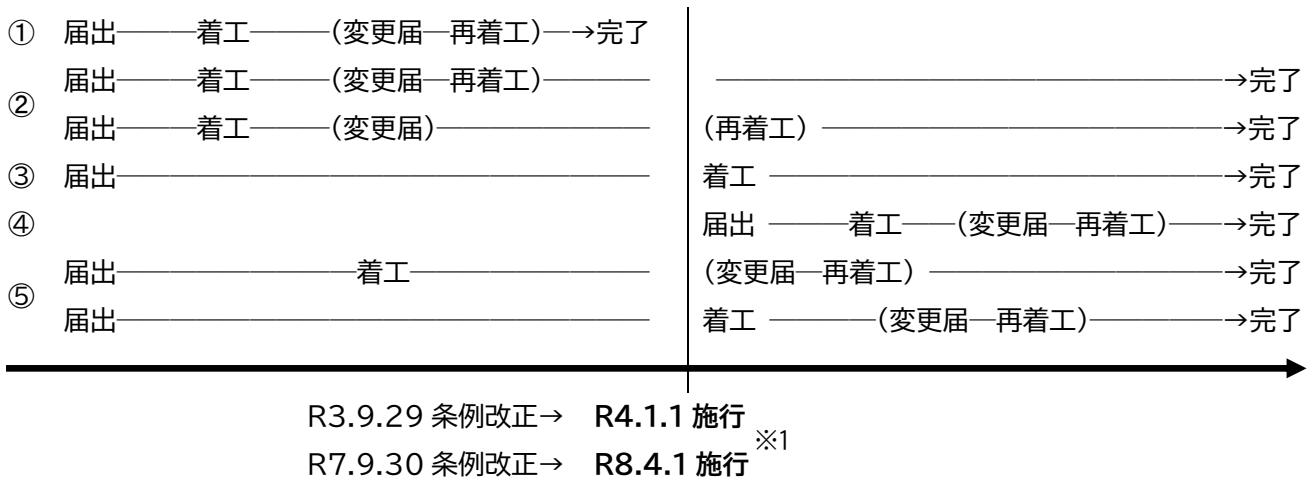 ① 届出―――着工―――(変更届―再着工)―→完了
② 届出―――着工―――(変更届―再着工)―――― ―――――――――――――――――――→完了
届出―――着工―――(変更届)―――――――― (再着工) ―――――――――――――――→完了
③ 届出―――――――――――――――――――― 着工 ―――――――――――――――――→完了
④ 届出 ―――着工――(変更届―再着工)――→完了
⑤ 届出―――――――――着工――――――――― (変更届―再着工) ―――――――――――→完了
届出―――――――――――――――――――― 着工 ――――(変更届―再着工)―――――→完了
R3.9.29 条例改正→ R4.1.1 施行
※1
R7.9.30 条例改正→ R8.4.1 施行